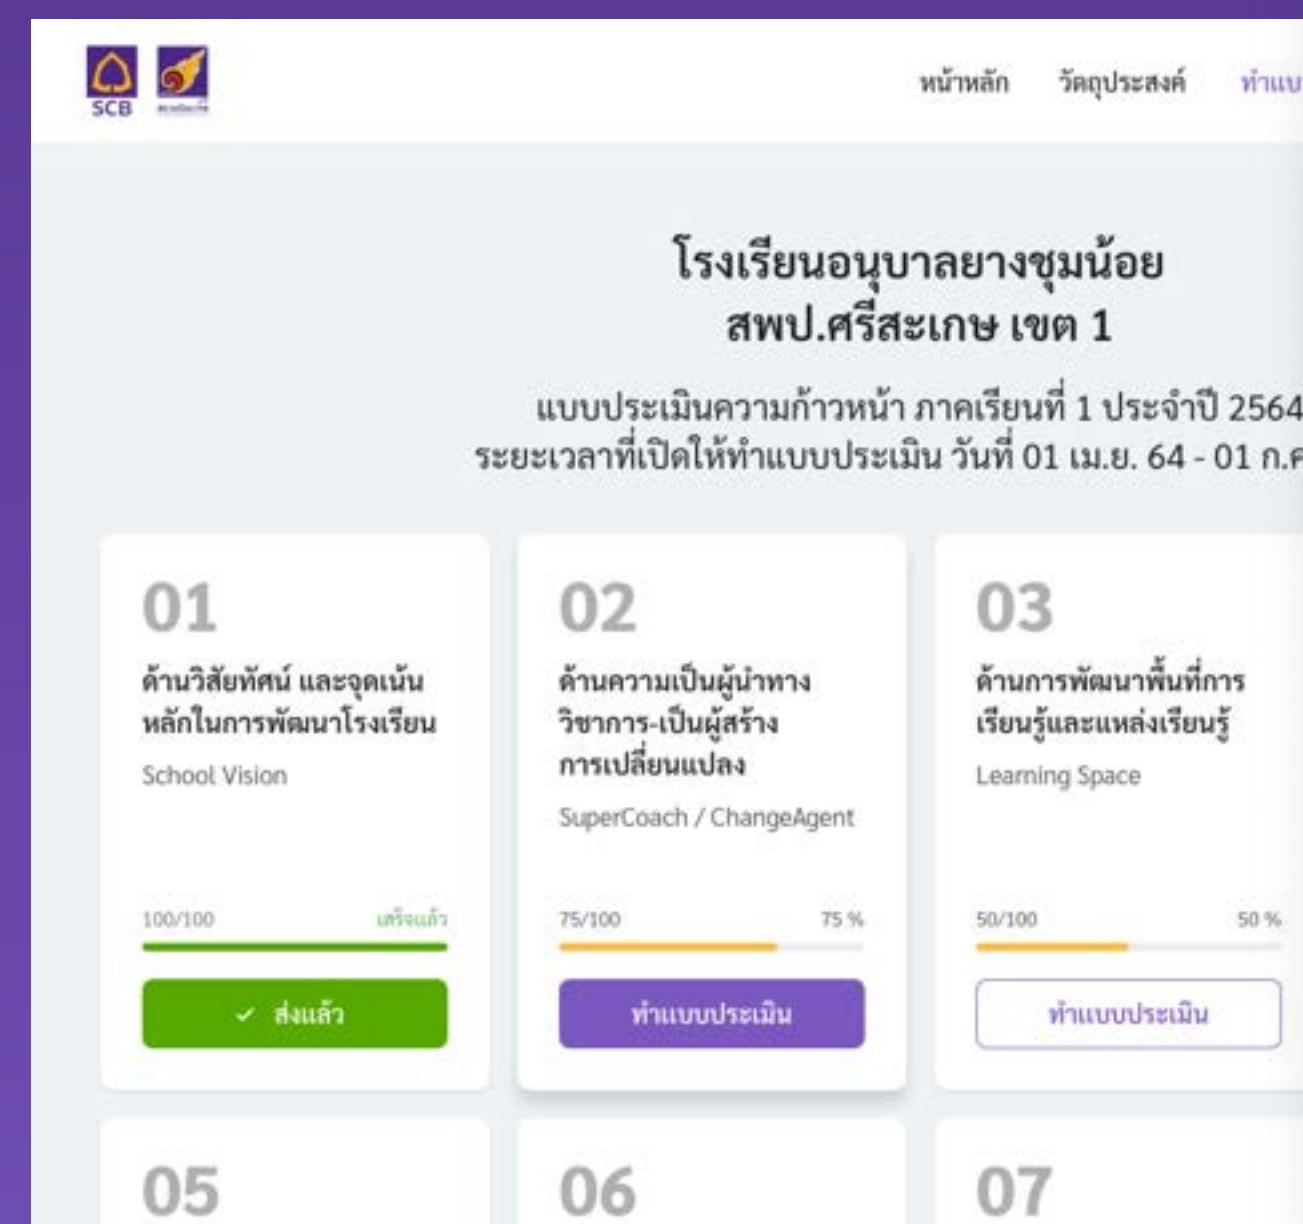 SCB
หน้าหลัก วัตถุประสงค์ ทำแบ
โรงเรียนอนุบาลยางชุมน้อย
สพป.ศรีสะเกษ เขต 1
แบบประเมินความก้าวหน้า ภาคเรียนที่ 1 ประจำปี 2564
ระยะเวลาที่เปิดให้ทำแบบประเมิน วันที่ 01 เม.ย. 64 - 01 ก.ค
01
ด้านวิสัยทัศน์ และจุดเน้น
หลักในการพัฒนาโรงเรียน
School Vision
100/100 เสร็จแล้ว
✓ ส่งแล้ว
02
ด้านความเป็นผู้นำทาง
วิชาการ-เป็นผู้สร้าง
การเปลี่ยนแปลง
SuperCoach / ChangeAgent
75/100 75 %
ทำแบบประเมิน
03
ด้านการพัฒนาพื้นที่การ
เรียนรู้และแหล่งเรียนรู้
Learning Space
50/100 50 %
ทำแบบประเมิน
05
06
07